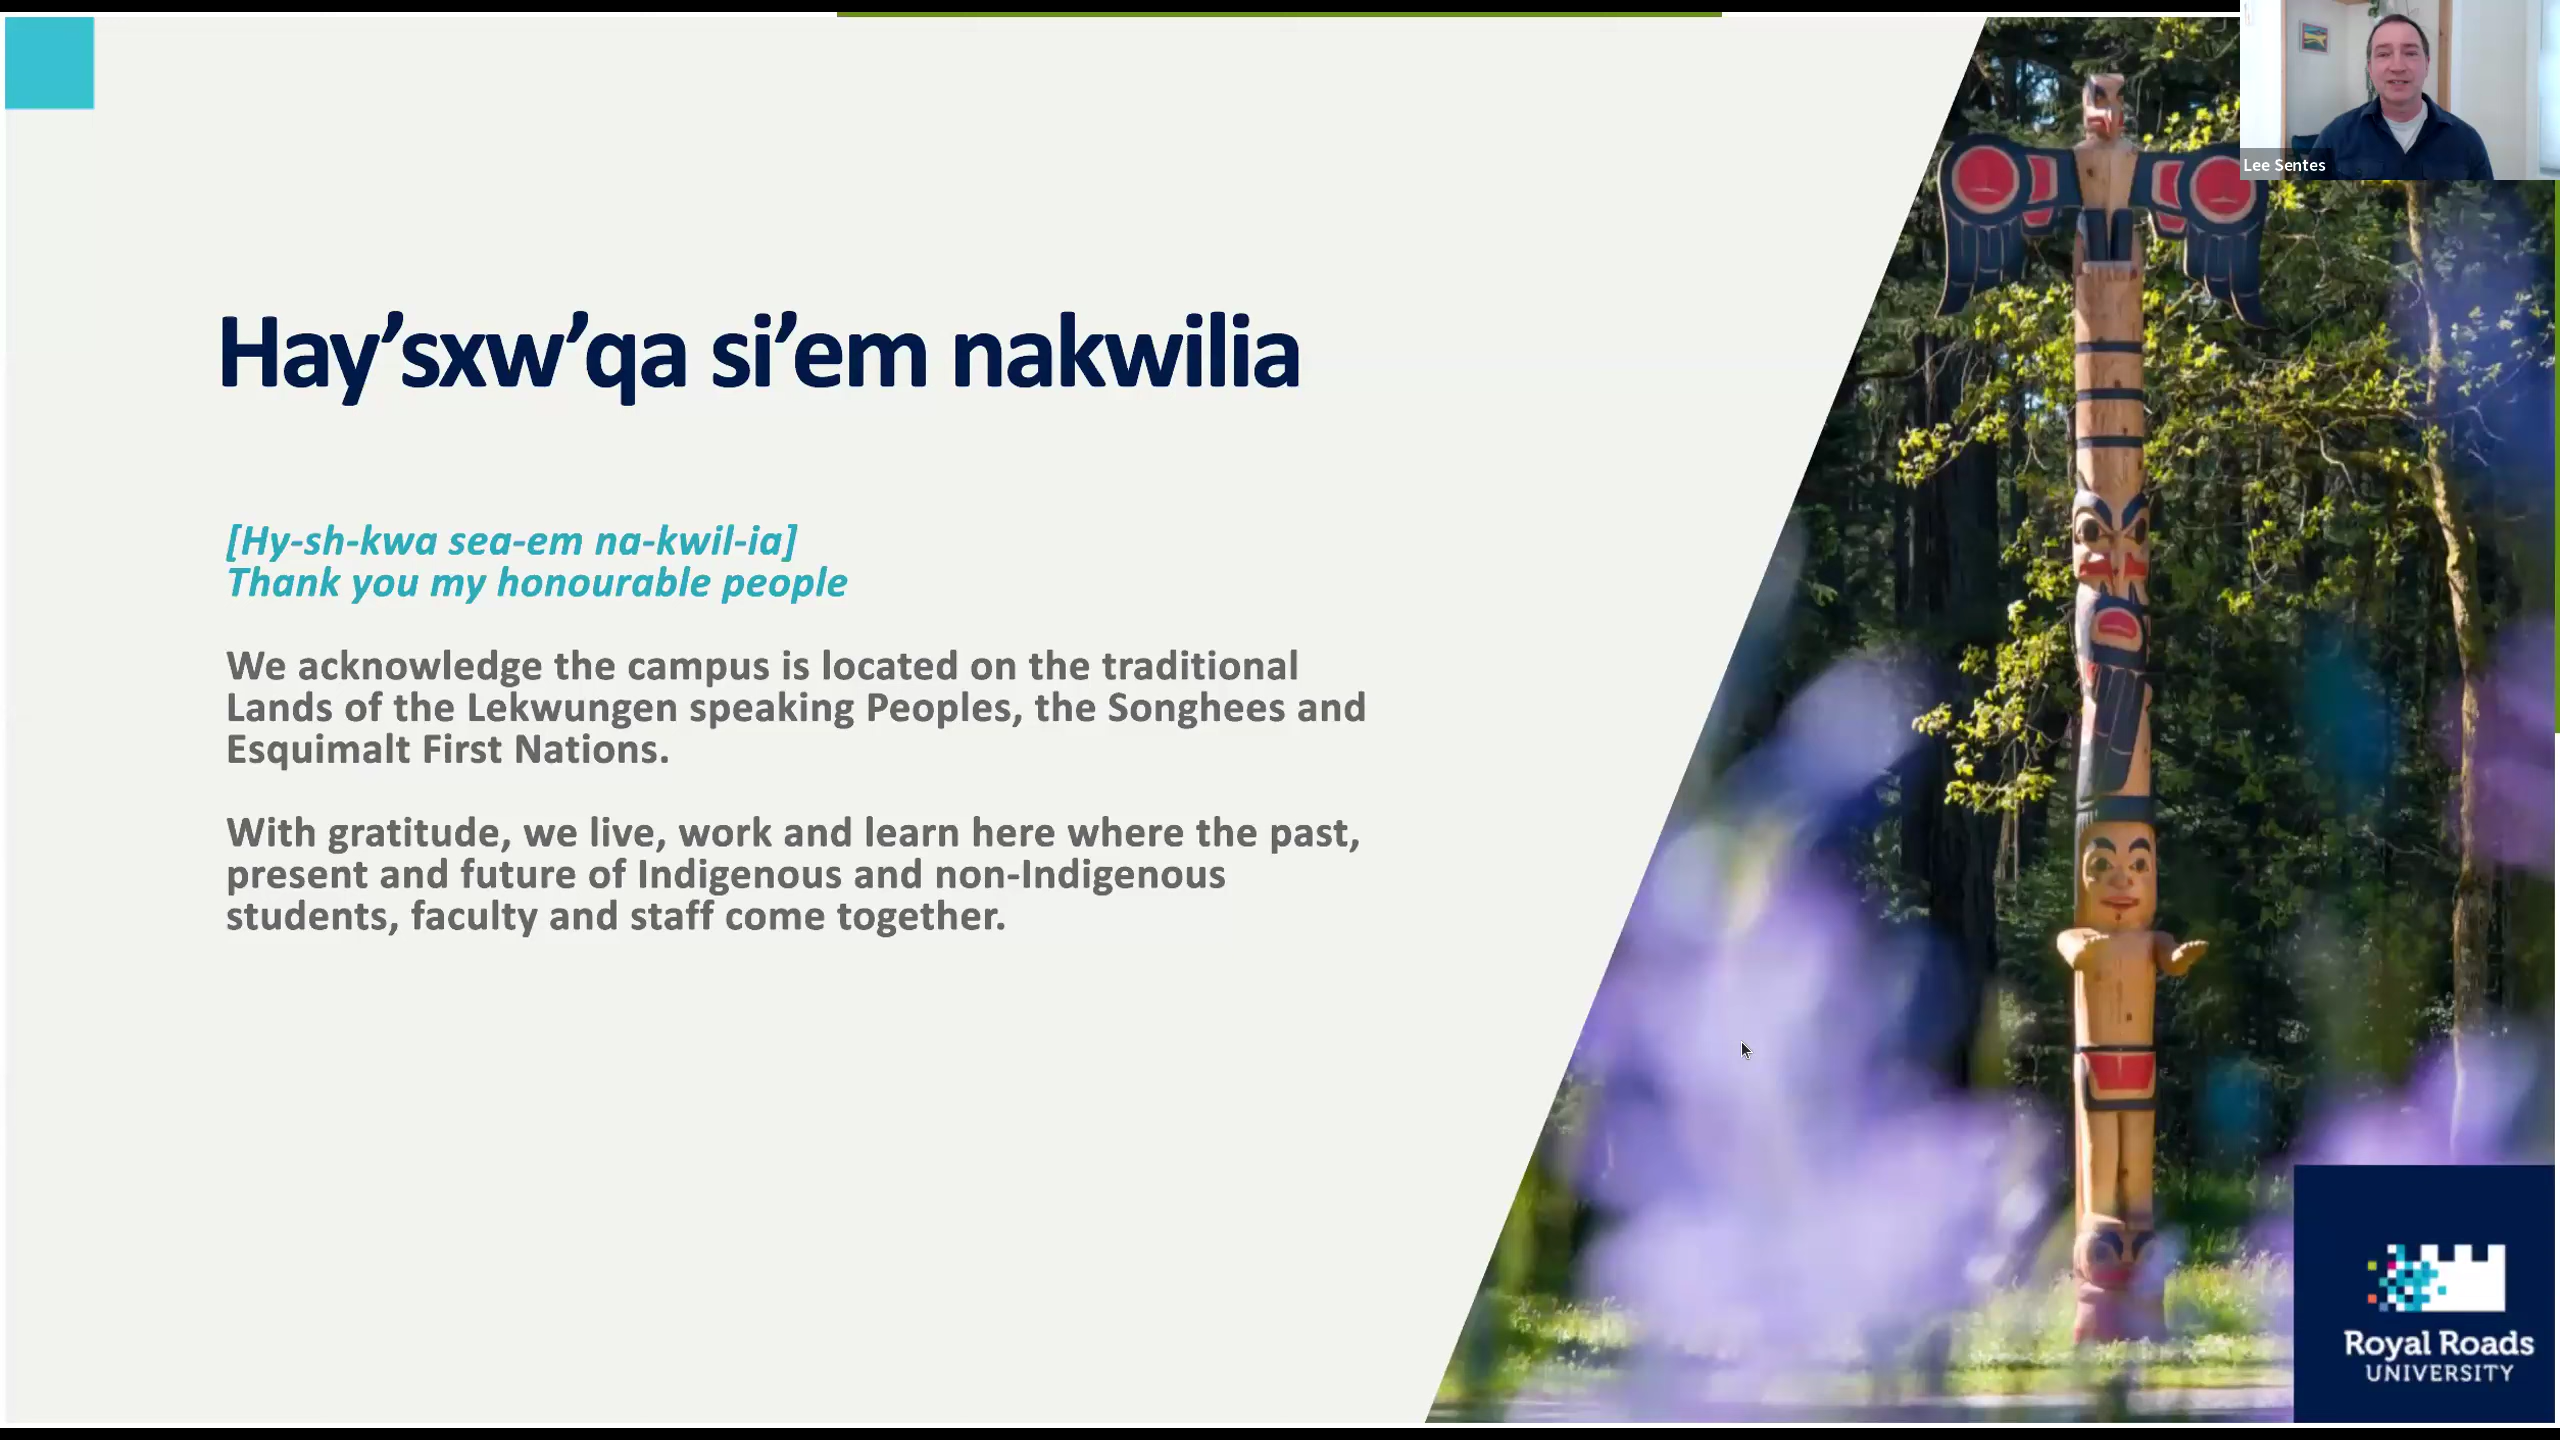 Hay’sxw’qa si’em nakwilia
[Hy-sh-kwa sea-em na-kwil-ia]
Thank you my honourable people
We acknowledge the campus is located on the traditional
Lands of the Lekwungen speaking Peoples, the Songhees and
Esquimalt First Nations.
With gratitude, we live, work and learn here where the past,
present and future of Indigenous and non-Indigenous
students, faculty and staff come together.
Lee Sentes
Royal Roads
UNIVERSITY